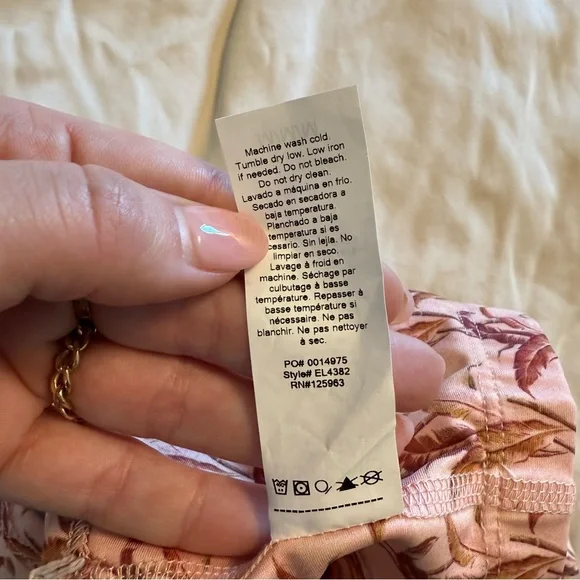 Machine wash cold.
Tumble dry low. Low iron
if needed. Do not bleach.
Do not dry clean.
Lavado a màquina en frio.
Secado en secadora a
baja temperatura.
Planchado a baja
temperatura si es
cesario. Sin lejla. No
limpiar en seco.
Lavage à froid en
machine. Séchage par
culbutage à basse
température. Repasser à
basse température si
nécessaire. Ne pas
blanchir. Ne pas nettoyer
à sec.
PO# 0014975
Style# EL4382
RN#125963